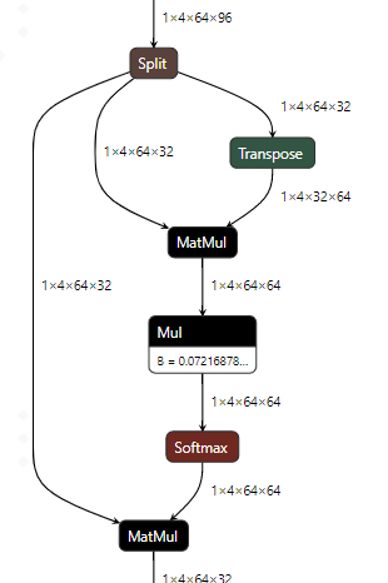 1×4×64×96
Split
1×4×64×32
1×4×64×32
Transpose
1×4×32×64
MatMul
1×4×64×32
1×4×64×64
Mul
B = 0.07216878...
1×4×64×64
Softmax
1×4×64×64
MatMul
1×4×64×32